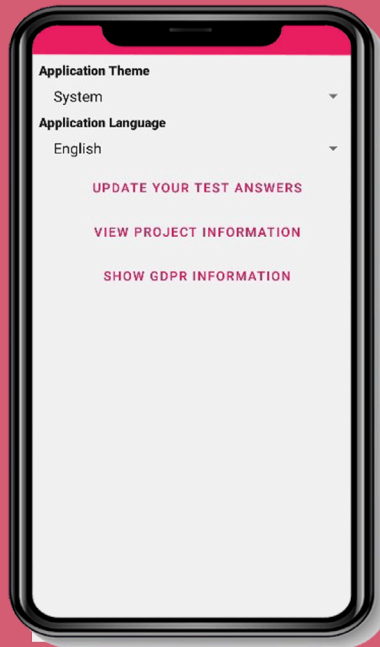 Application Theme
System
Application Language
English
UPDATE YOUR TEST ANSWERS
VIEW PROJECT INFORMATION
SHOW GDPR INFORMATION